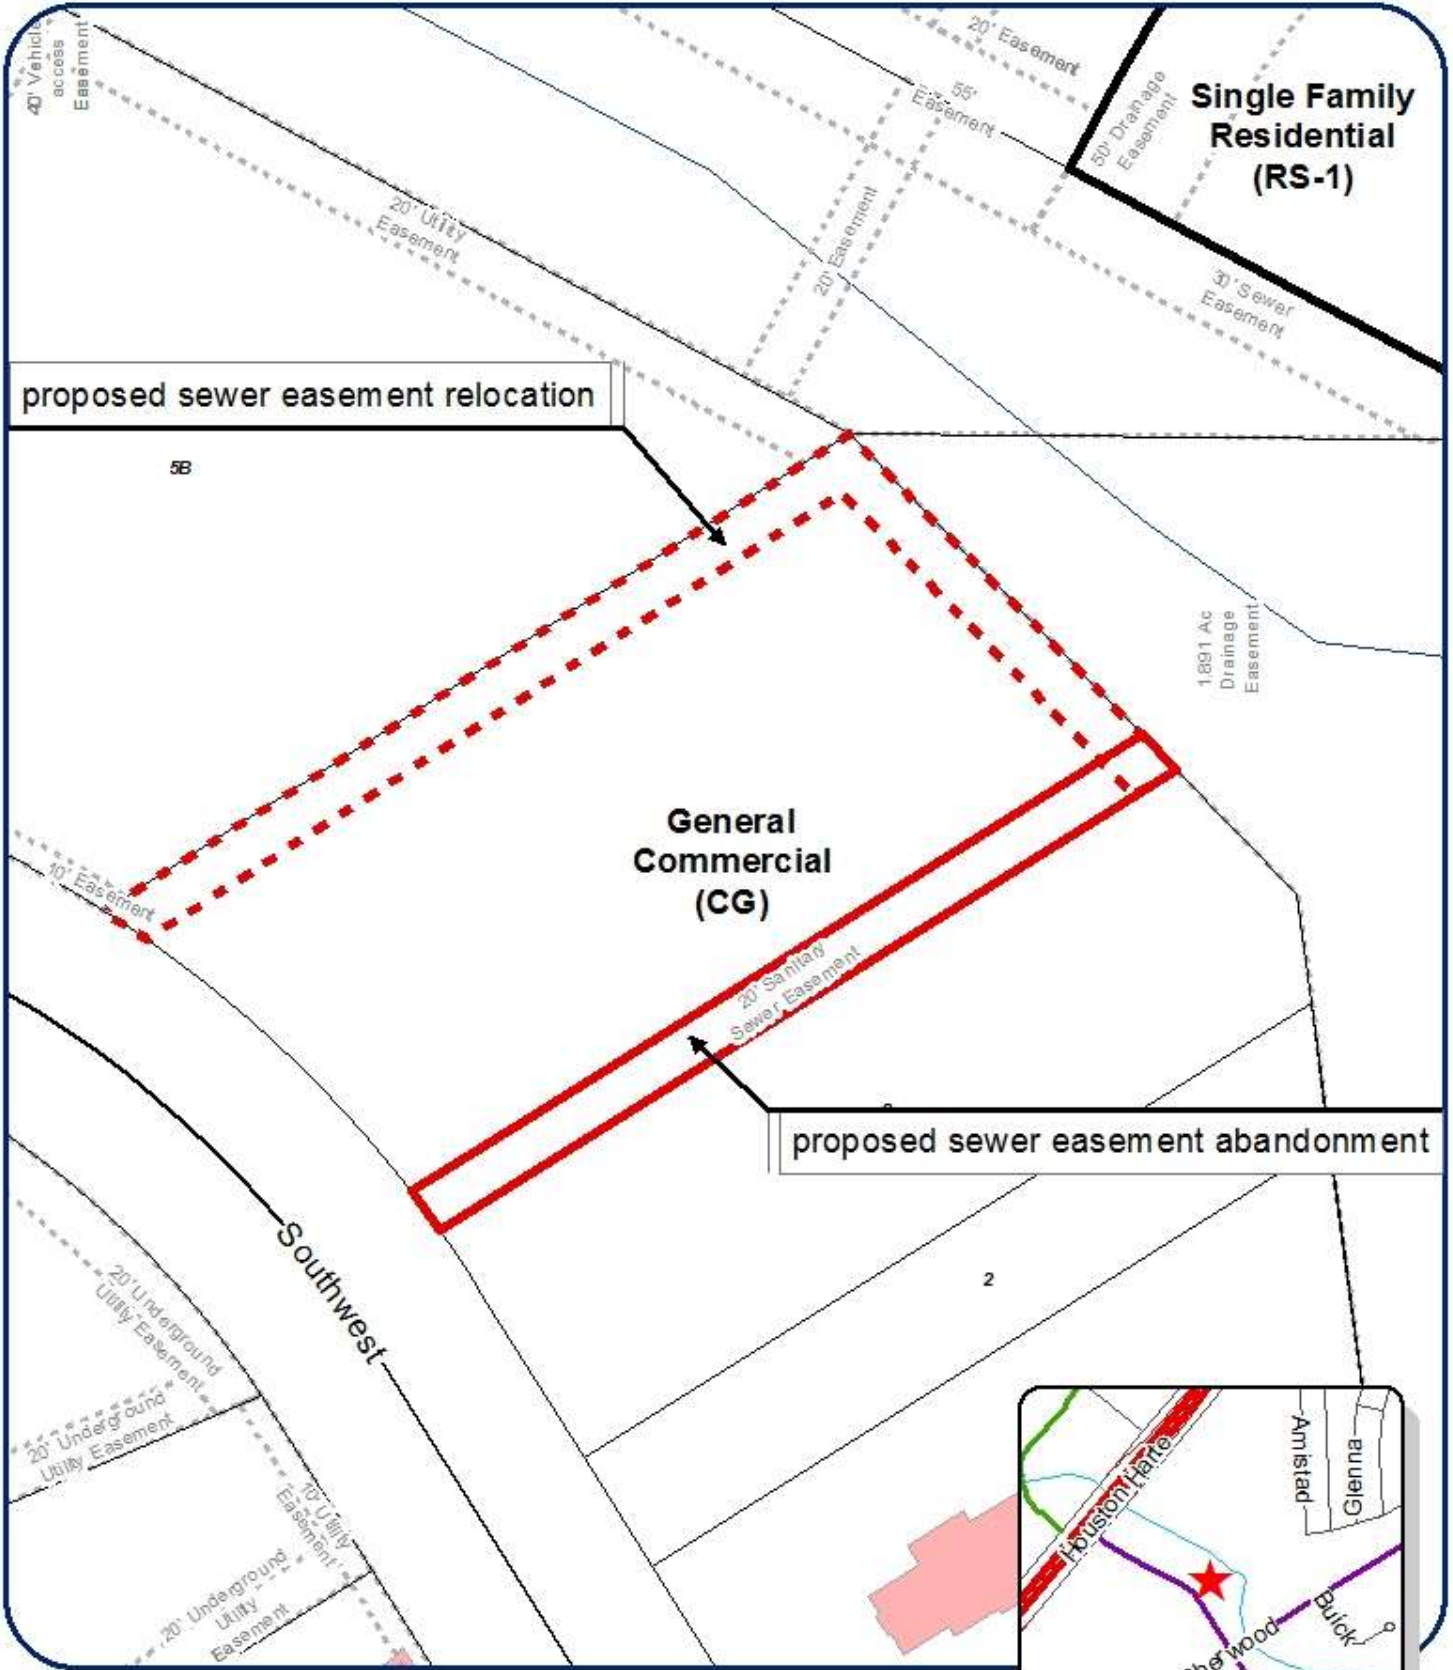 40' Vehicle
access
Easement
20' Easement
55'
Easement
50' Drainage
Easement
Single Family
Residential
(RS-1)
20' Utility
Easement
20' Easement
30' Sewer
Easement
proposed sewer easement relocation
5B
1.891 Ac
Drainage
Easement
General
Commercial
(CG)
10' Easement
20' Sanitary
Sewer Easement
proposed sewer easement abandonment
Southwest
2
20' Underground
Utility Easement
20' Underground
Utility Easement
10' Utility
Easement
20' Underground
Utility
Easement
Houston Harte
Amistad
Glenna
Buick